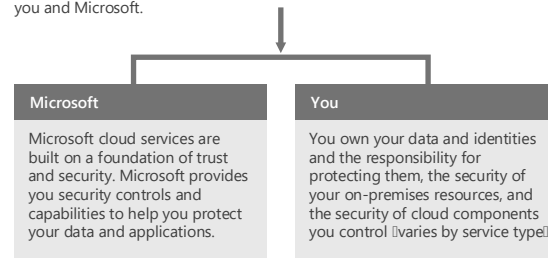 you and Microsoft.
Microsoft
Microsoft cloud services are
built on a foundation of trust
and security. Microsoft provides
you security controls and
capabilities to help you protect
your data and applications.
You
You own your data and identities
and the responsibility for
protecting them, the security of
your on-premises resources, and
the security of cloud components
you control ▯varies by service type▯